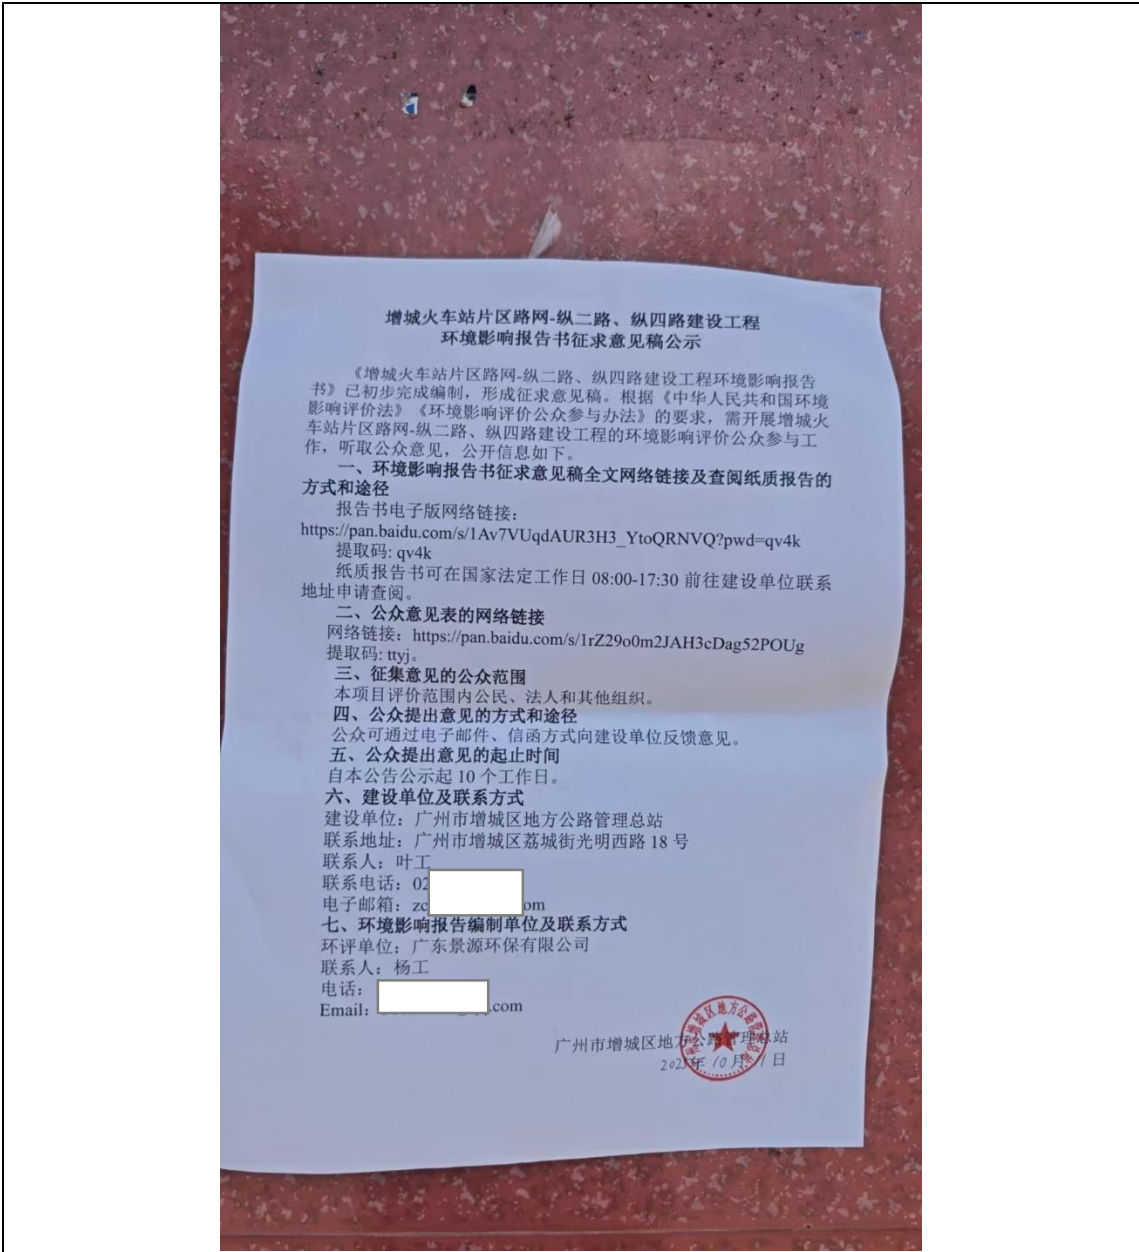 增城火车站片区路网-纵二路、纵四路建设工程
环境影响报告书征求意见稿公示
《增城火车站片区路网-纵二路、纵四路建设工程环境影响报告
书》已初步完成编制，形成征求意见稿。根据《中华人民共和国环境
影响评价法》《环境影响评价公众参与办法》的要求，需开展增城火
车站片区路网-纵二路、纵四路建设工程的环境影响评价公众参与工
作，听取公众意见，公开信息如下。
一、环境影响报告书征求意见稿全文网络链接及查阅纸质报告的
方式和途径
报告书电子版网络链接：
https://pan.baidu.com/s/1Av7VUqdAUR3H3_YtoQRNVQ?pwd=qv4k
提取码: qv4k
纸质报告书可在国家法定工作日 08:00-17:30 前往建设单位联系
地址申请查阅。
二、公众意见表的网络链接
网络链接：https://pan.baidu.com/s/1rZ29o0m2JAH3cDag52POUg
提取码: ttyj。
三、征集意见的公众范围
本项目评价范围内公民、法人和其他组织。
四、公众提出意见的方式和途径
公众可通过电子邮件、信函方式向建设单位反馈意见。
五、公众提出意见的起止时间
自本公告公示起 10 个工作日。
六、建设单位及联系方式
建设单位：广州市增城区地方公路管理总站
联系地址：广州市增城区荔城街光明西路 18 号
联系人：叶工
联系电话：02
电子邮箱：zc om
七、环境影响报告编制单位及联系方式
环评单位：广东景源环保有限公司
联系人：杨工
电话：
Email: .com
广州市增城区地方公路管理总站
年 10 月 日